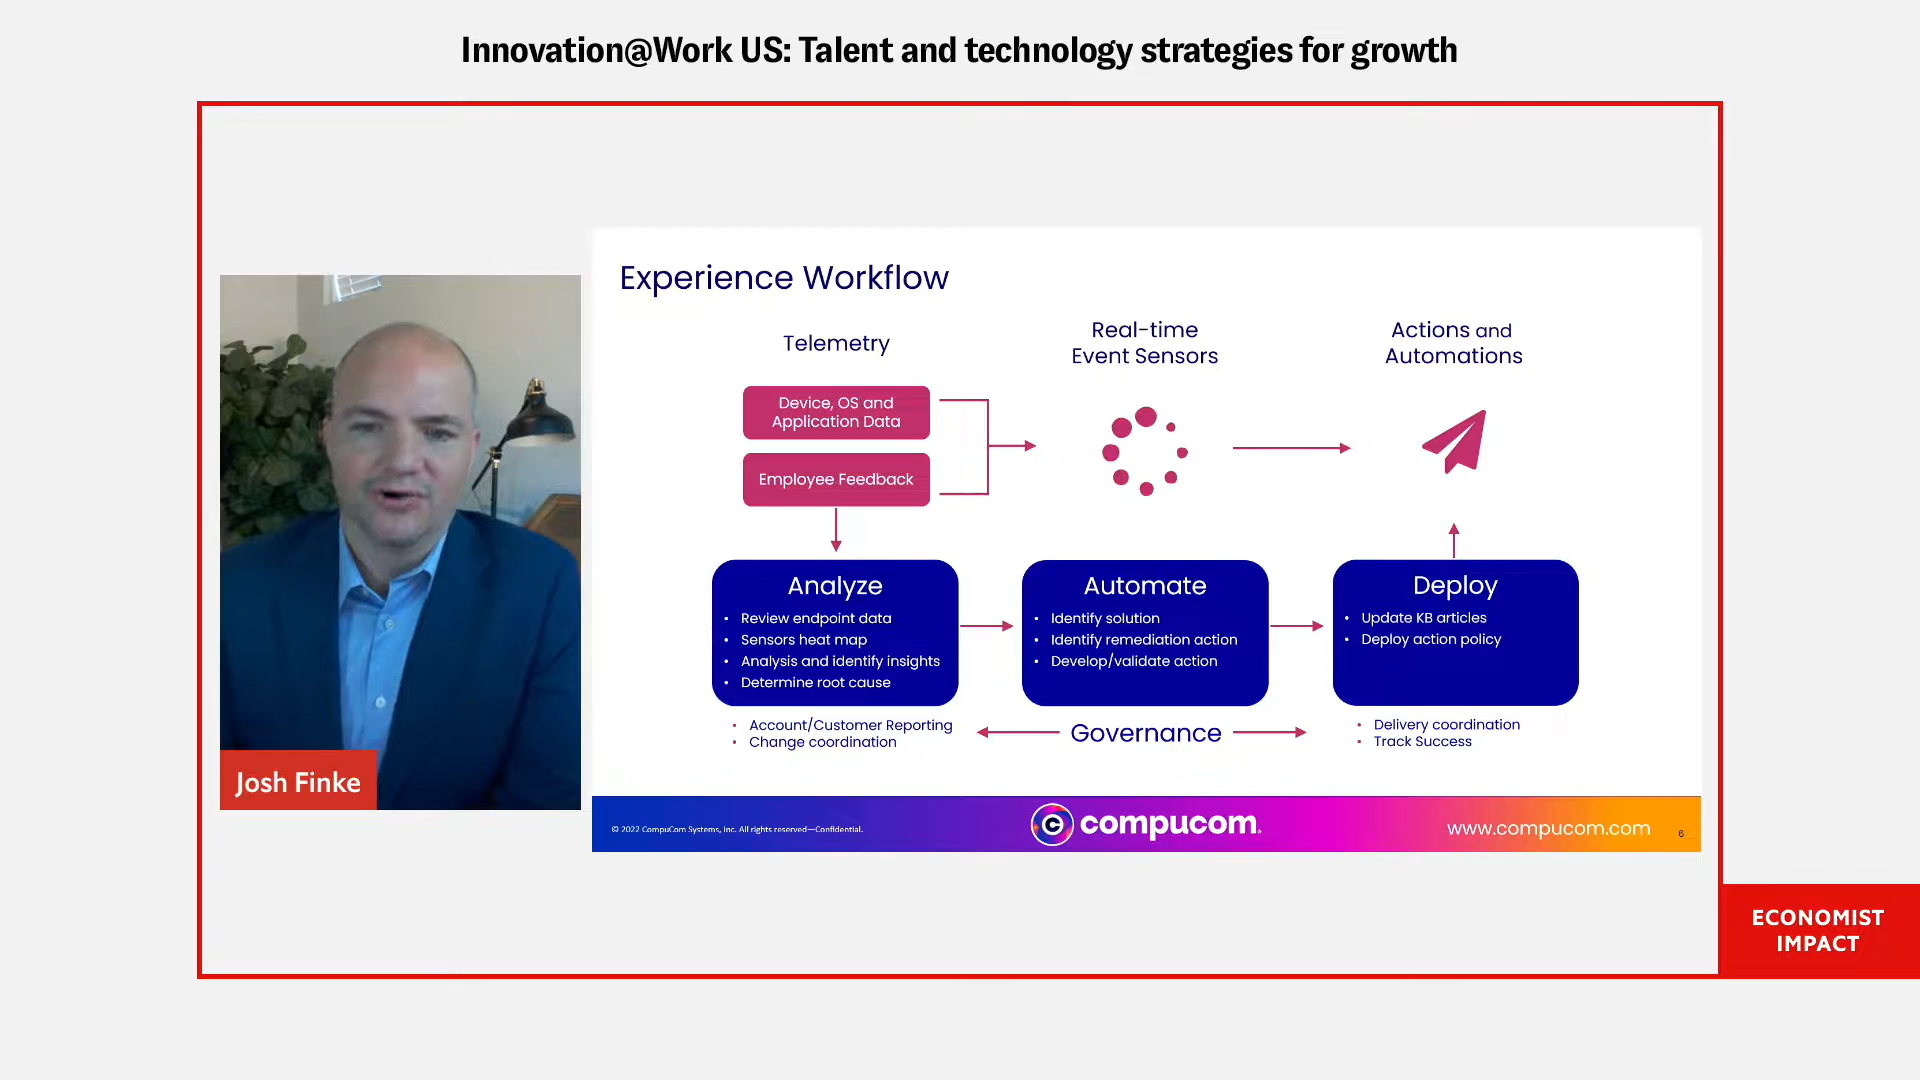 Innovation@Work US: Talent and technology strategies for growth
Experience Workflow
Telemetry
Real-time
Event Sensors
Actions and
Automations
Device, OS and
Application Data
Employee Feedback
Analyze
• Review endpoint data
• Sensors heat map
• Analysis and identify insights
• Determine root cause
Automate
• Identify solution
• Identify remediation action
• Develop/validate action
Deploy
• Update KB articles
• Deploy action policy
• Account/Customer Reporting
• Change coordination
Governance
• Delivery coordination
• Track Success
Josh Finke
© 2022 CompuCom Systems, Inc. All rights reserved—Confidential.
compucom.
www.compucom.com
6
ECONOMIST
IMPACT